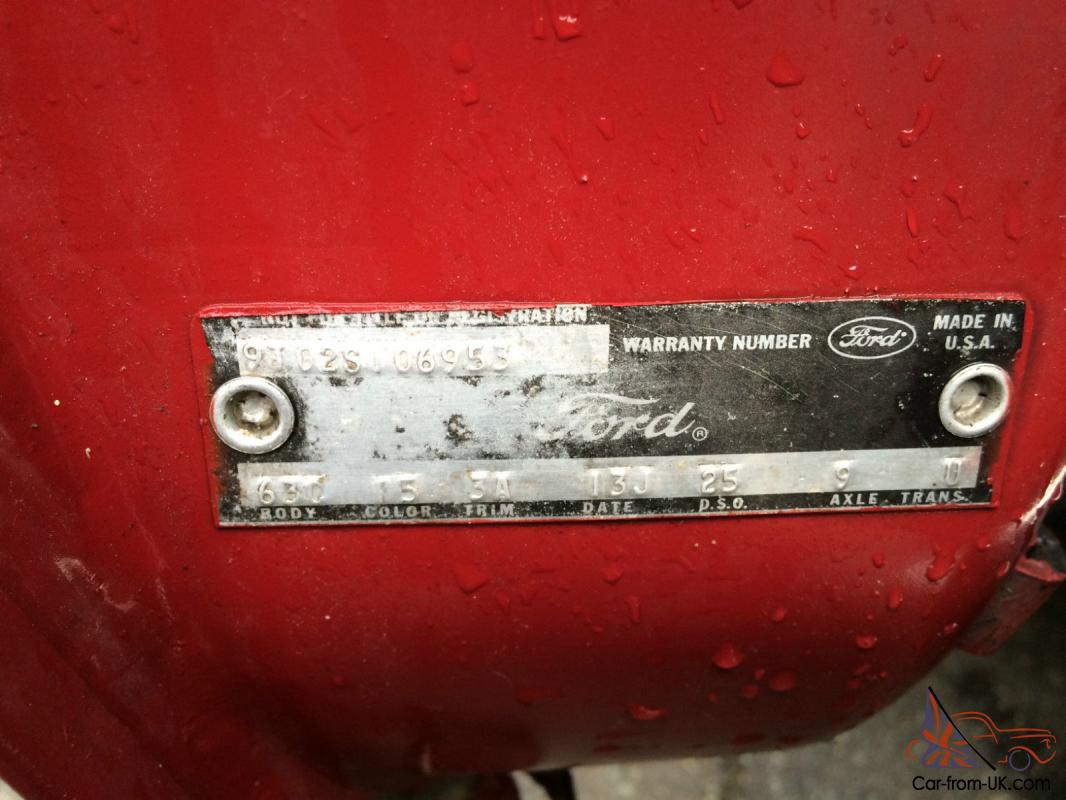 9T02S106953
WARRANTY NUMBER
Ford
MADE IN
U.S.A.
Ford®
63C 15 3A 13J 25 9 U
BODY COLOR TRIM DATE D.S.O. AXLE TRANS.
Car-from-UK.com